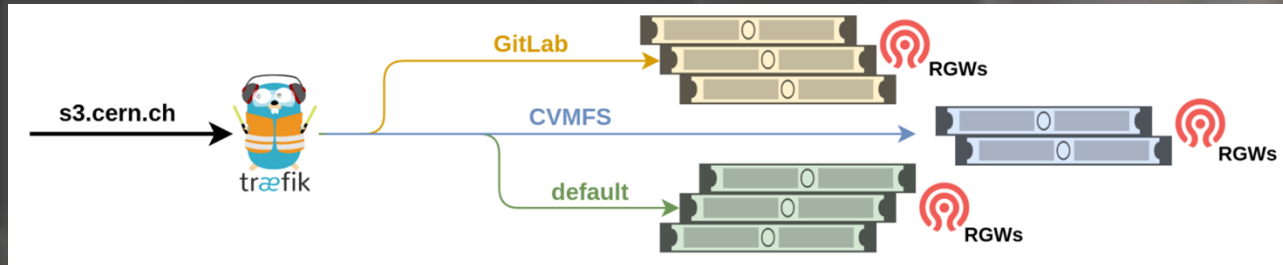 s3.cern.ch
træfik
GitLab
RGWs
CVMFS
RGWs
default
RGWs